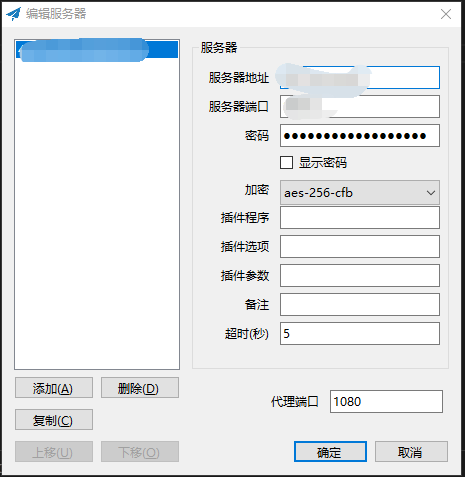 编辑服务器
服务器
服务器地址
服务器端口
密码 ●●●●●●●●●●●●●●●●●●
显示密码
加密 aes-256-cfb
插件程序
插件选项
插件参数
备注
超时(秒) 5
添加(A) 删除(D)
代理端口 1080
复制(C)
上移(U) 下移(O)
确定 取消